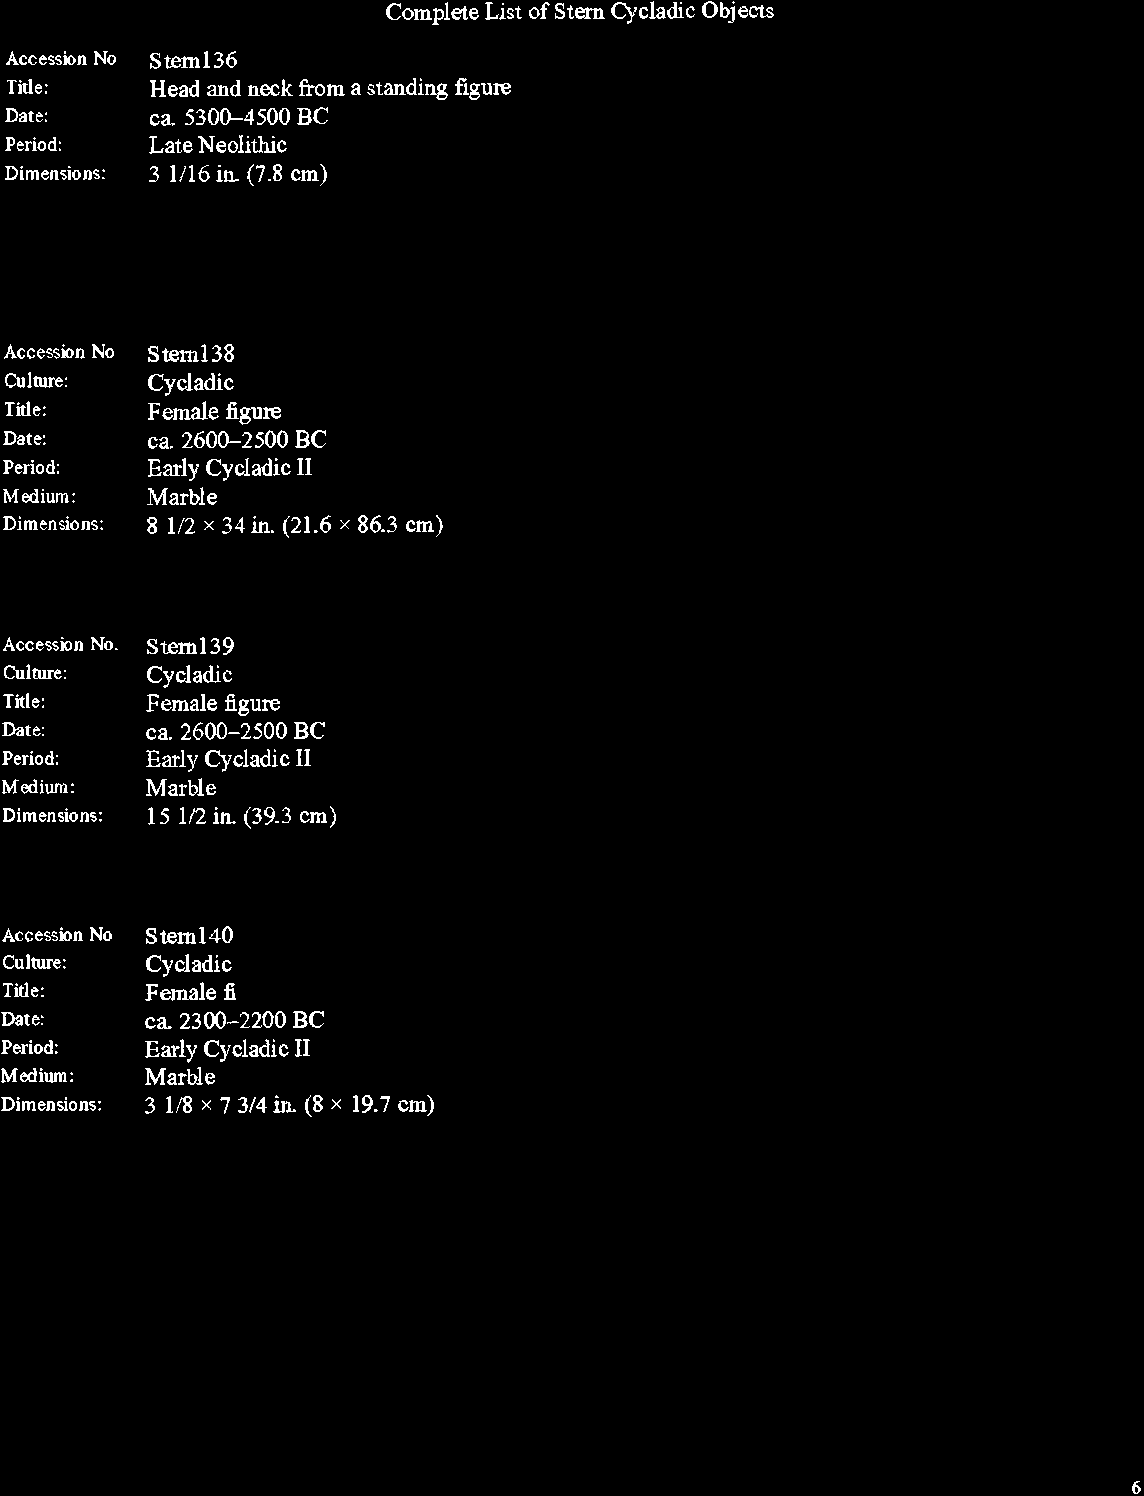 Complete List of Stern Cycladic Objects
Accession No Stern136
Title: Head and neck from a standing figure
Date: ca. 5300–4500 BC
Period: Late Neolithic
Dimensions: 3 1/16 in. (7.8 cm)
Accession No Stern138
Culture: Cycladic
Title: Female figure
Date: ca. 2600–2500 BC
Period: Early Cycladic II
Medium: Marble
Dimensions: 8 1/2 × 34 in. (21.6 × 86.3 cm)
Accession No. Stern139
Culture: Cycladic
Title: Female figure
Date: ca. 2600–2500 BC
Period: Early Cycladic II
Medium: Marble
Dimensions: 15 1/2 in. (39.3 cm)
Accession No Stern140
Culture: Cycladic
Title: Female fi
Date: ca. 2300–2200 BC
Period: Early Cycladic II
Medium: Marble
Dimensions: 3 1/8 × 7 3/4 in. (8 × 19.7 cm)
6